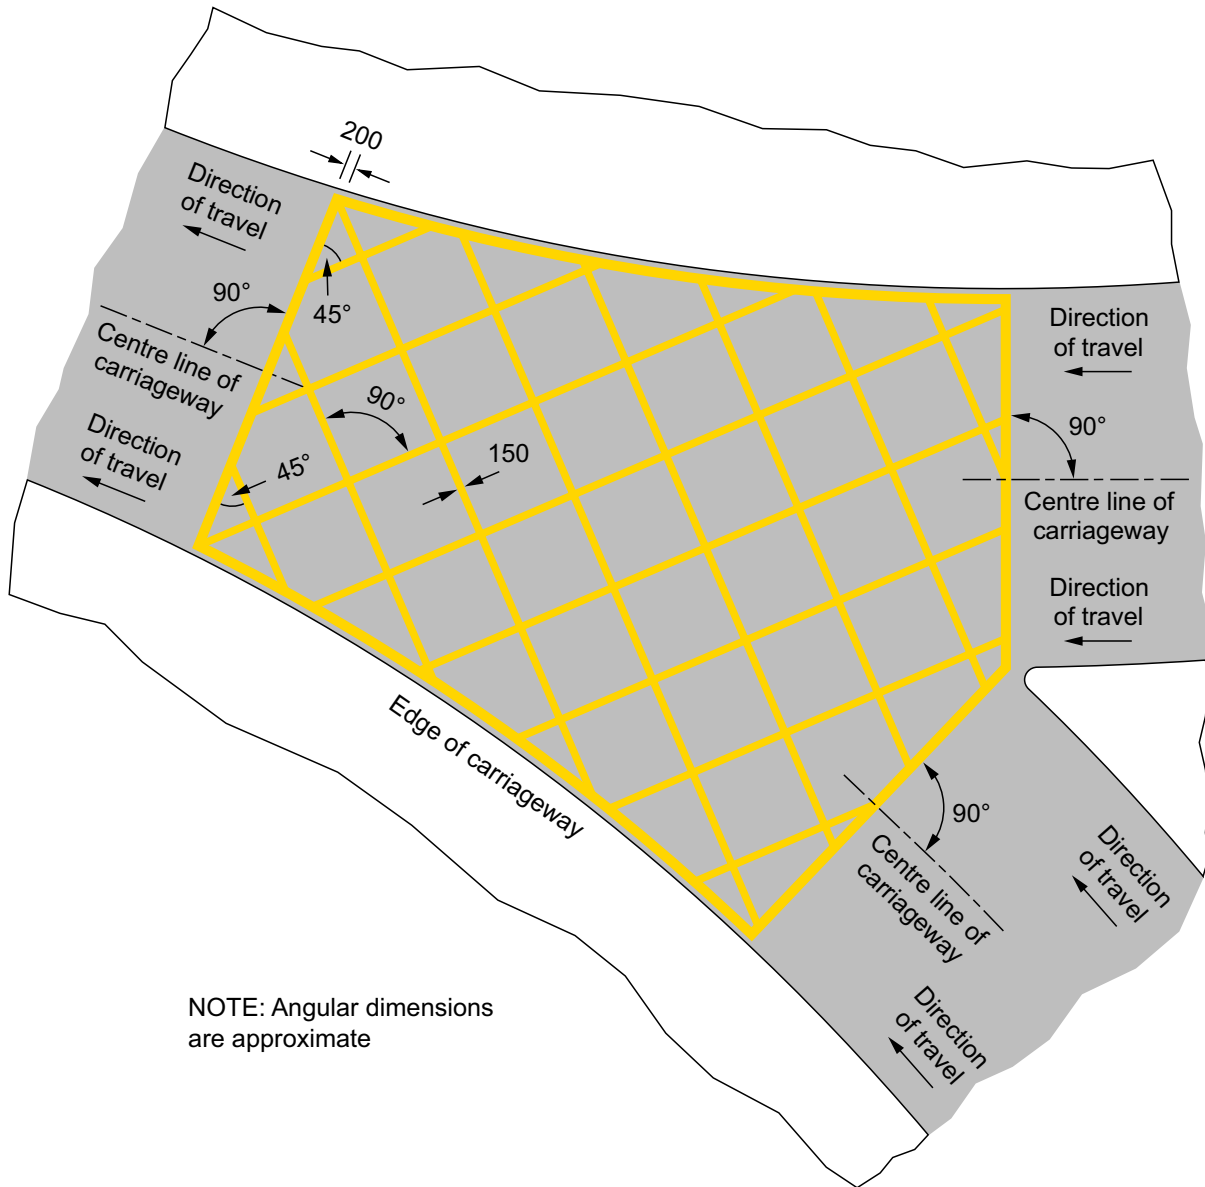 200
Direction
of travel
90°
45°
Centre line of
carriageway
90°
Direction
of travel
45°
150
Direction
of travel
90°
Centre line of
carriageway
Direction
of travel
Edge of carriageway
90°
Centre line of
carriageway
Direction
of travel
Direction
of travel
NOTE: Angular dimensions
are approximate